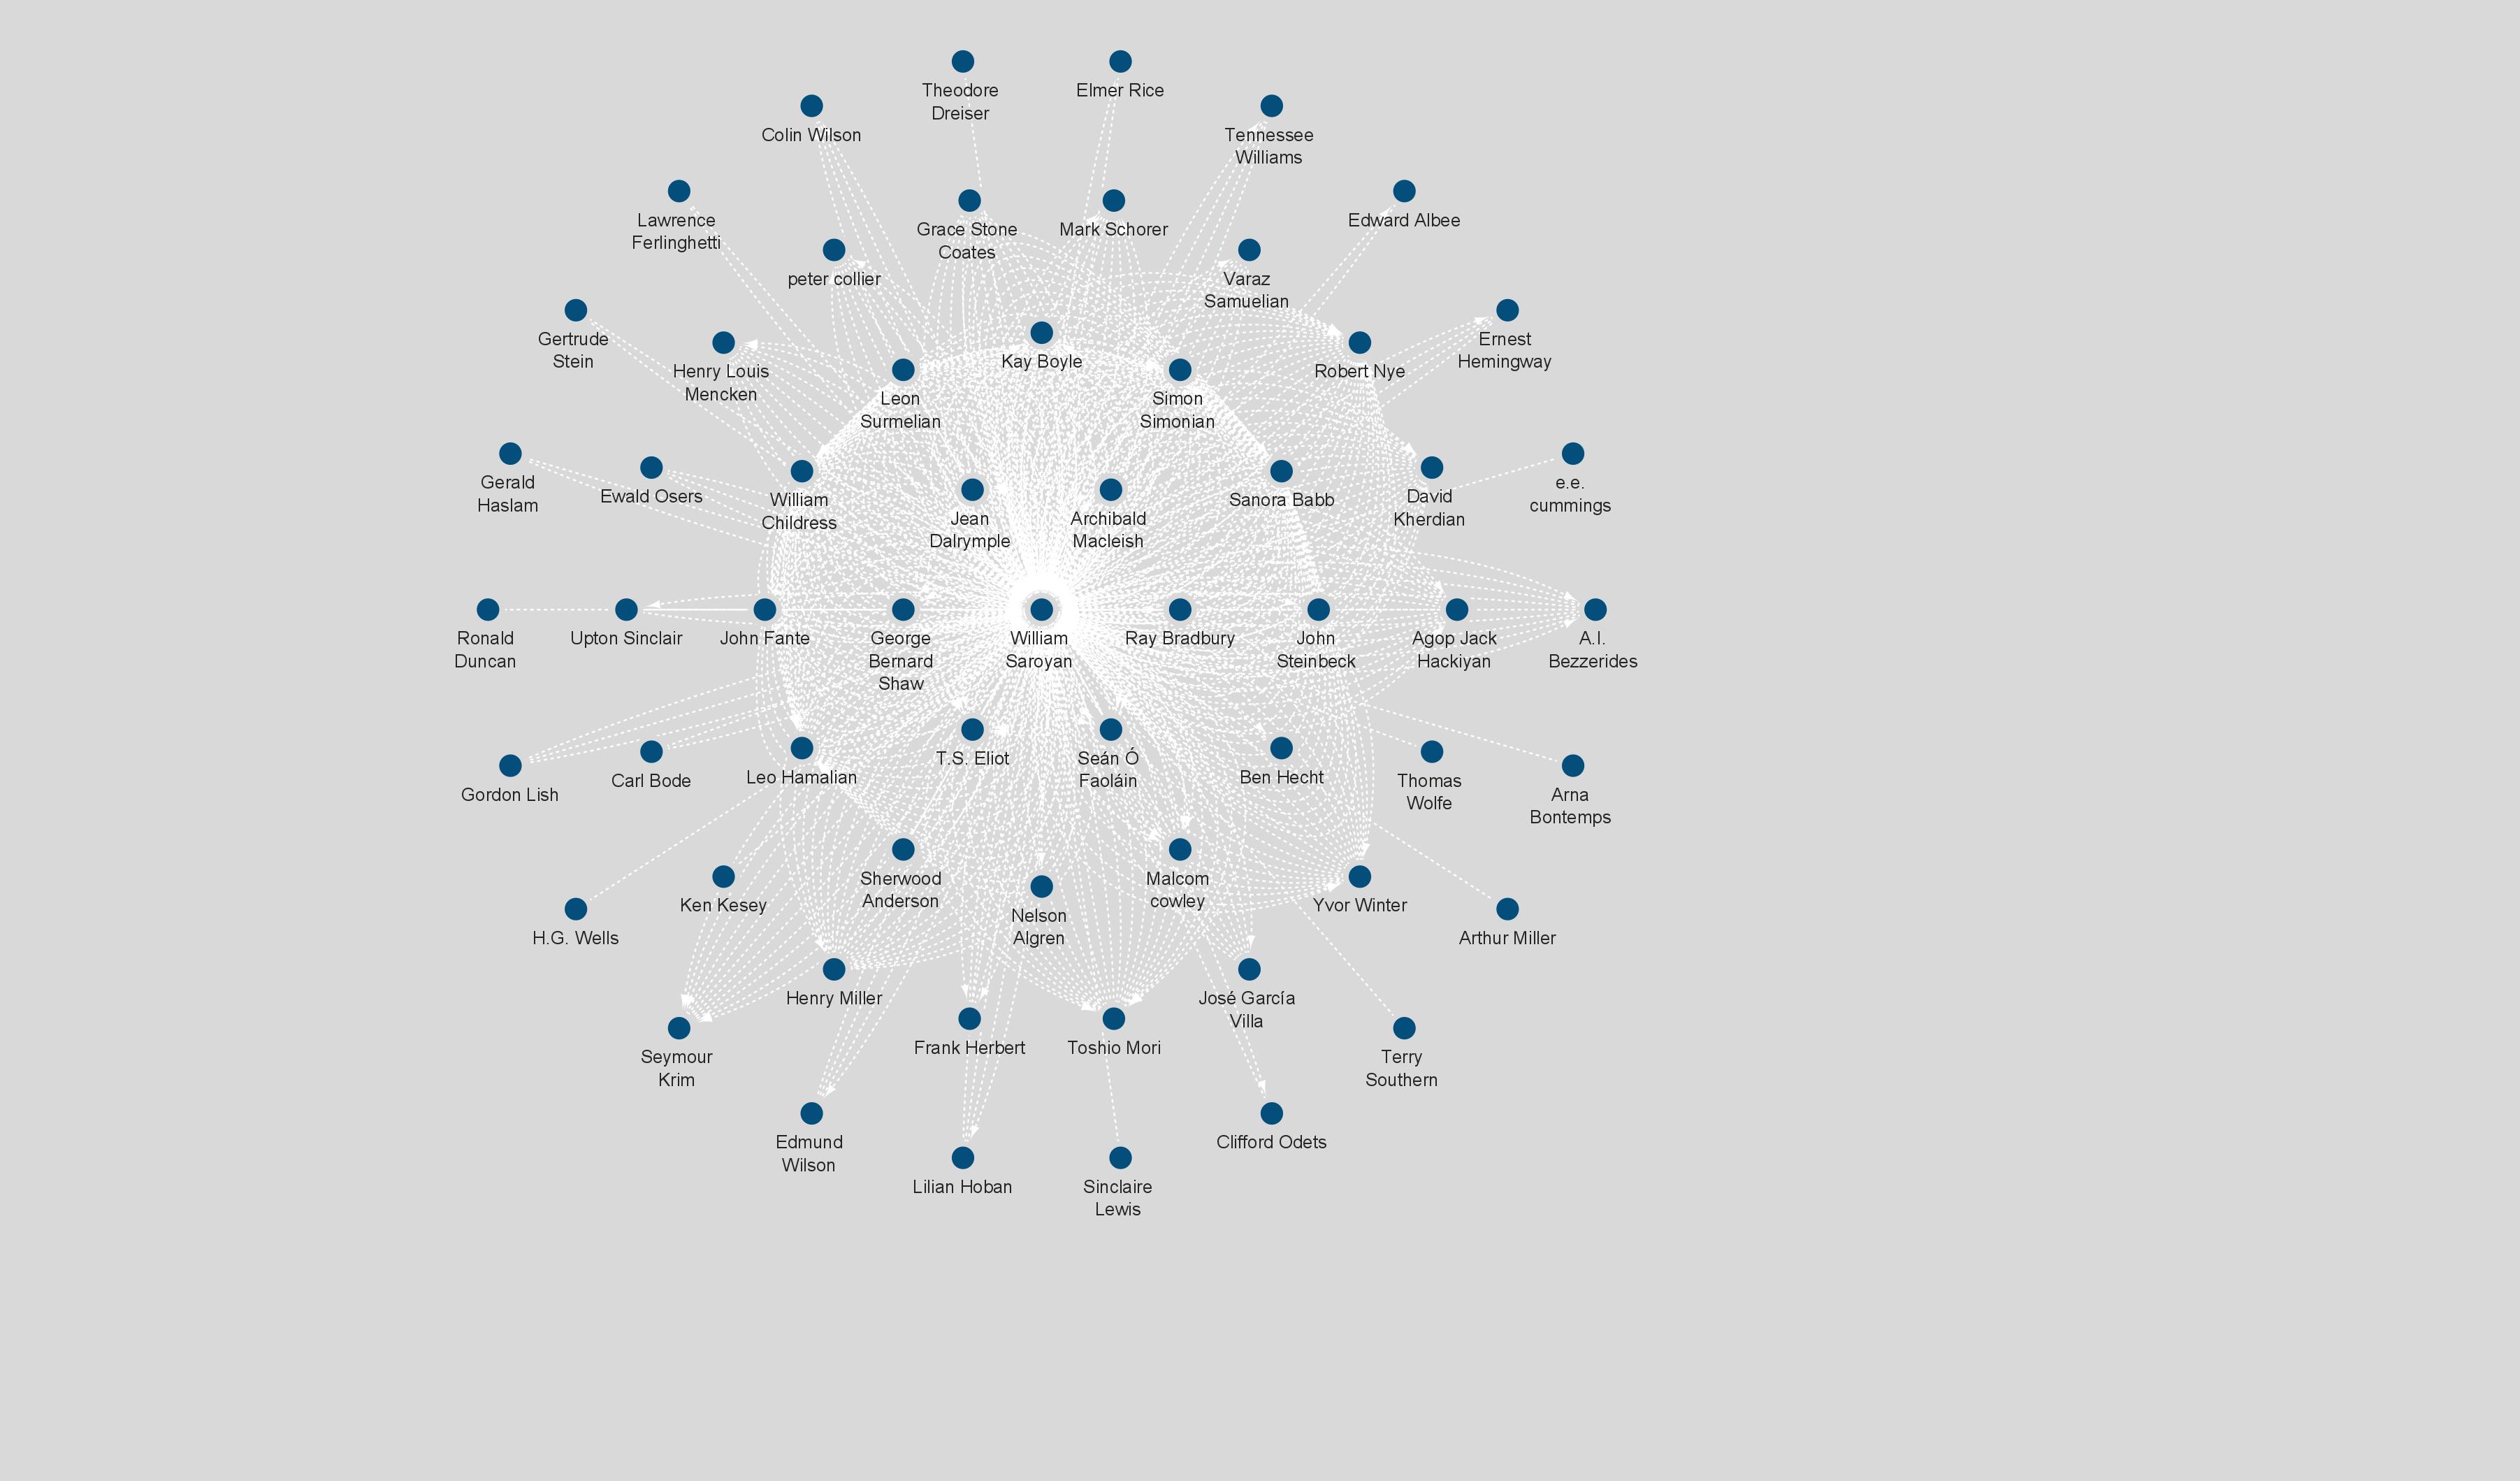 Theodore
Dreiser
Elmer Rice
Colin Wilson
Tennessee
Williams
Lawrence
Ferlinghetti
Grace Stone
Coates
Mark Schorer
Edward Albee
peter collier
Varaz
Samuelian
Gertrude
Stein
Henry Louis
Mencken
Kay Boyle
Robert Nye
Ernest
Hemingway
Leon
Surmelian
Simon
Simonian
Gerald
Haslam
Ewald Osers
William
Childress
Jean
Dalrymple
Archibald
Macleish
Sanora Babb
David
Kherdian
e.e.
cummings
Ronald
Duncan
Upton Sinclair
John Fante
George
Bernard
Shaw
William
Saroyan
Ray Bradbury
John
Steinbeck
Agop Jack
Hackiyan
A.I.
Bezzerides
Gordon Lish
Carl Bode
Leo Hamalian
T.S. Eliot
Seán Ó
Faoláin
Ben Hecht
Thomas
Wolfe
Arna
Bontemps
H.G. Wells
Ken Kesey
Sherwood
Anderson
Nelson
Algren
Malcom
cowley
Yvor Winter
Arthur Miller
Seymour
Krim
Henry Miller
Frank Herbert
Toshio Mori
José García
Villa
Terry
Southern
Edmund
Wilson
Lilian Hoban
Sinclaire
Lewis
Clifford Odets